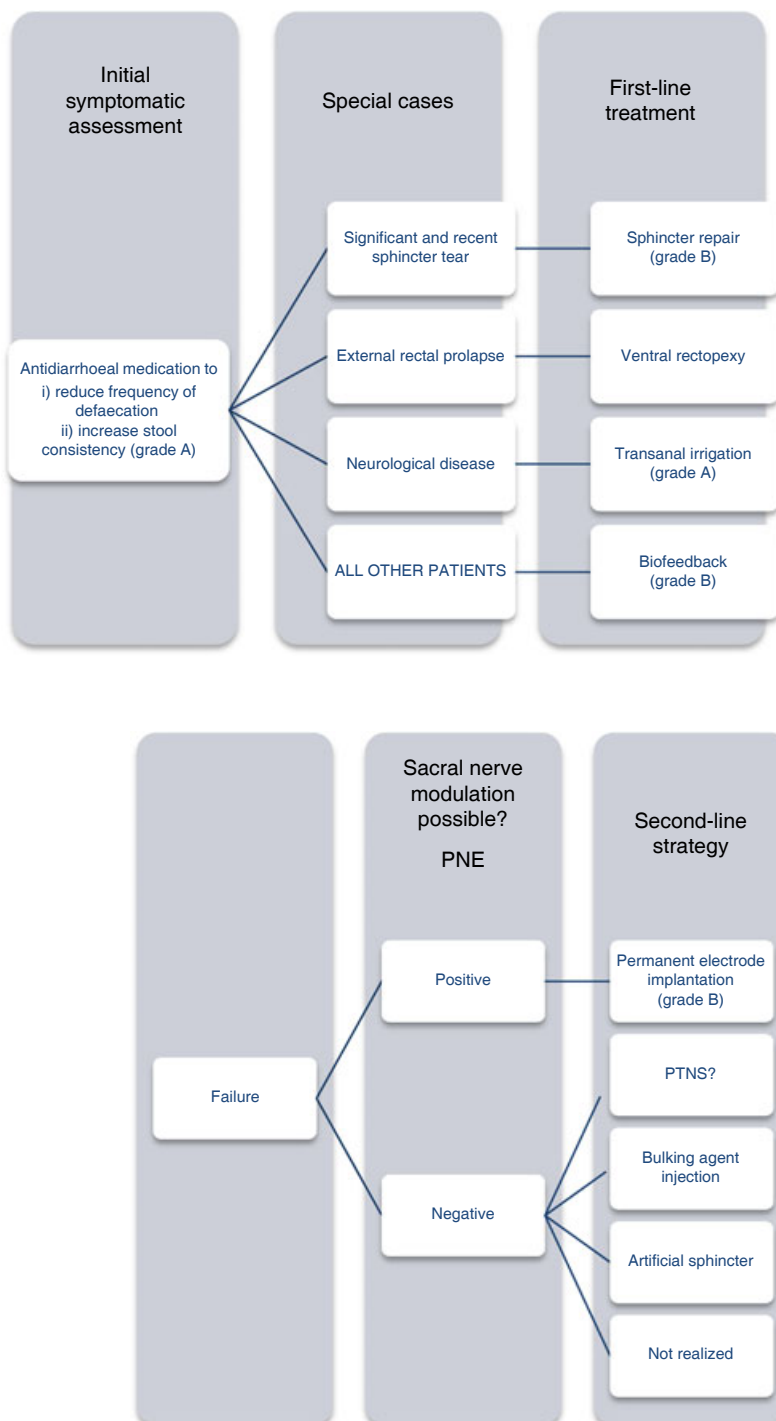 Initial
symptomatic
assessment
Special cases
First-line
treatment
Antidiarrhoeal medication to
i) reduce frequency of
defaecation
ii) increase stool
consistency (grade A)
Significant and recent
sphincter tear
Sphincter repair
(grade B)
External rectal prolapse
Ventral rectopexy
Neurological disease
Transanal irrigation
(grade A)
ALL OTHER PATIENTS
Biofeedback
(grade B)
Sacral nerve
modulation
possible?
PNE
Second-line
strategy
Failure
Positive
Permanent electrode
implantation
(grade B)
Negative
PTNS?
Bulking agent
injection
Artificial sphincter
Not realized